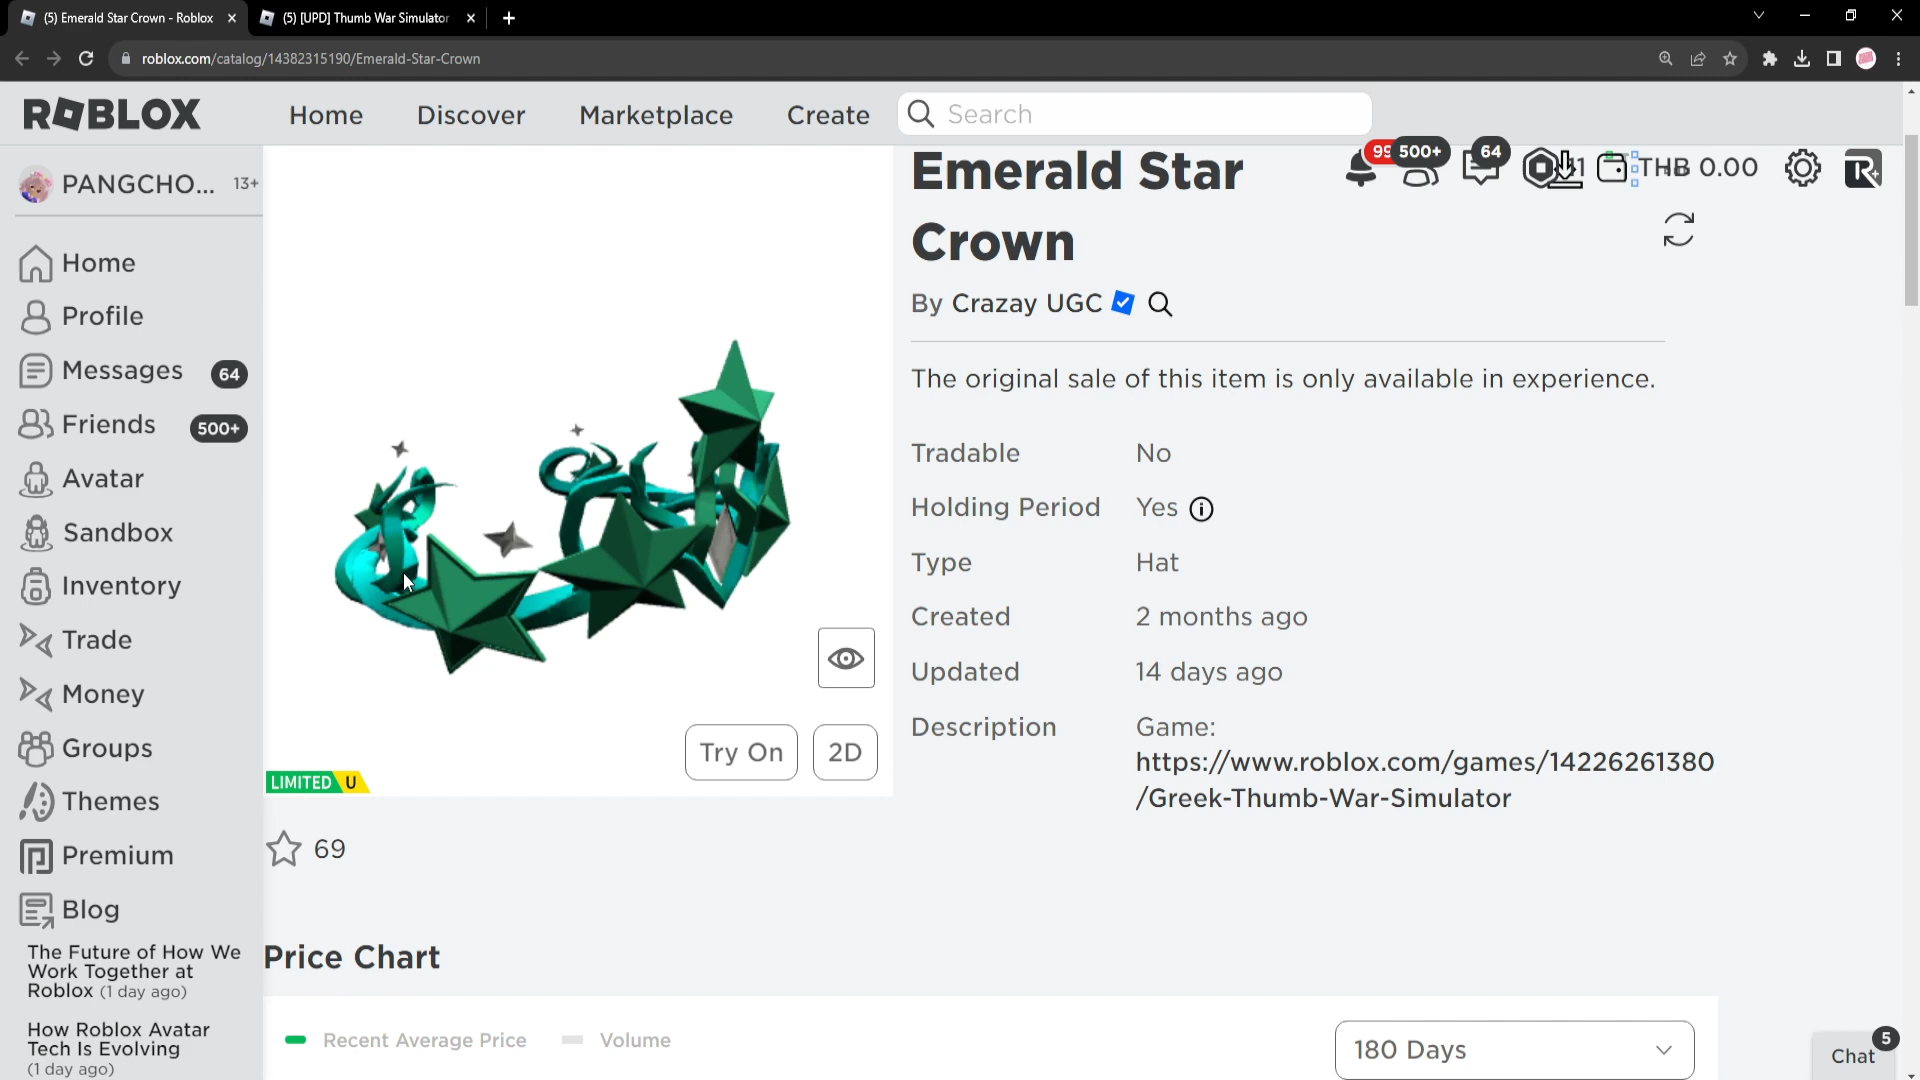 (5) Emerald Star Crown - Roblox
(5) [UPD] Thumb War Simulator
roblox.com/catalog/14382315190/Emerald-Star-Crown
ROBLOX
Home
Discover
Marketplace
Create
Search
PANGCHO...
13+
Home
Profile
Messages
64
Friends
500+
Avatar
Sandbox
Inventory
Trade
Money
Groups
Themes
Premium
Blog
The Future of How We
Work Together at
Roblox (1 day ago)
How Roblox Avatar
Tech Is Evolving
(1 day ago)
LIMITED U
Try On
2D
69
Emerald Star
Crown
99
500+
64
THB 0.00
By Crazay UGC
The original sale of this item is only available in experience.
Tradable
No
Holding Period
Yes
Type
Hat
Created
2 months ago
Updated
14 days ago
Description
Game:
https://www.roblox.com/games/14226261380
/Greek-Thumb-War-Simulator
Price Chart
Recent Average Price
Volume
180 Days
Chat
5